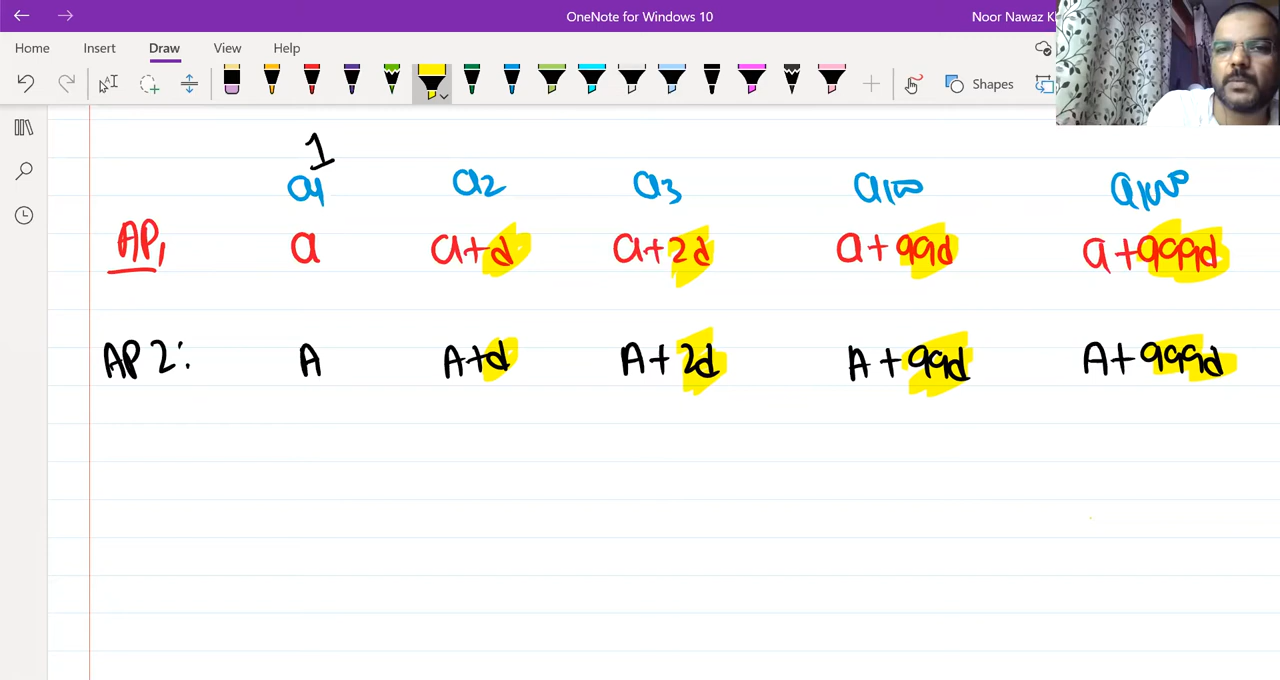 OneNote for Windows 10
Noor Nawaz
Home Insert Draw View Help
Shapes
1
a1 a2 a3 a100 a1000
AP1 a a+d a+2d a+99d a+999d
AP 2: A A+d A+2d A+99d A+999d